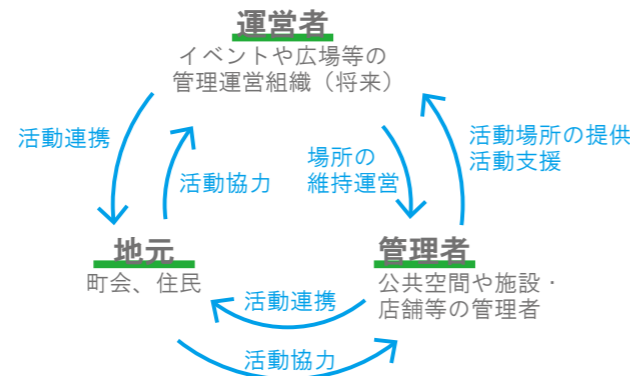 運営者
イベントや広場等の
管理運営組織（将来）
活動連携
活動協力
場所の
維持運営
活動場所の提供
活動支援
地元
町会、住民
管理者
公共空間や施設・
店舗等の管理者
活動連携
活動協力